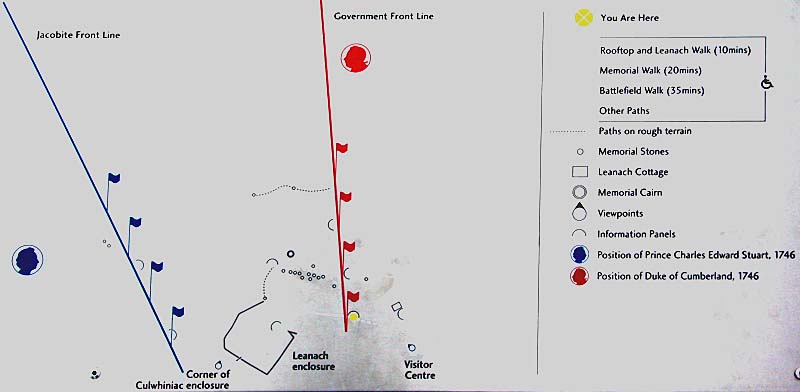 Jacobite Front Line
Government Front Line
You Are Here
Rooftop and Leanach Walk (10mins)
Memorial Walk (20mins)
Battlefield Walk (35mins)
Other Paths
Paths on rough terrain
Memorial Stones
Leanach Cottage
Memorial Cairn
Viewpoints
Information Panels
Position of Prince Charles Edward Stuart, 1746
Position of Duke of Cumberland, 1746
Corner of
Culwhiniac enclosure
Leanach
enclosure
Visitor
Centre